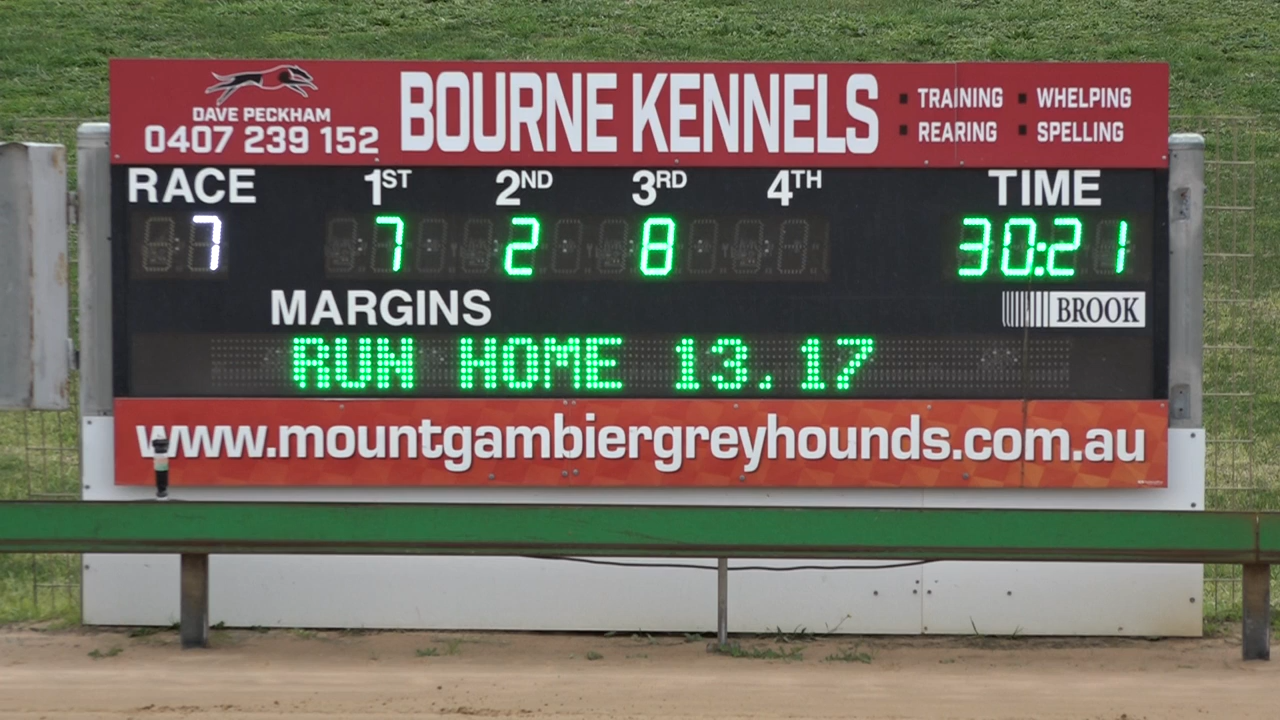 DAVE PECKHAM
0407 239 152
BOURNE KENNELS
TRAINING
REARING
WHELPING
SPELLING
RACE 1ST 2ND 3RD 4TH TIME
7 7 2 8 30:21
MARGINS
BROOK
RUN HOME 13.17
www.mountgambiergreyhounds.com.au